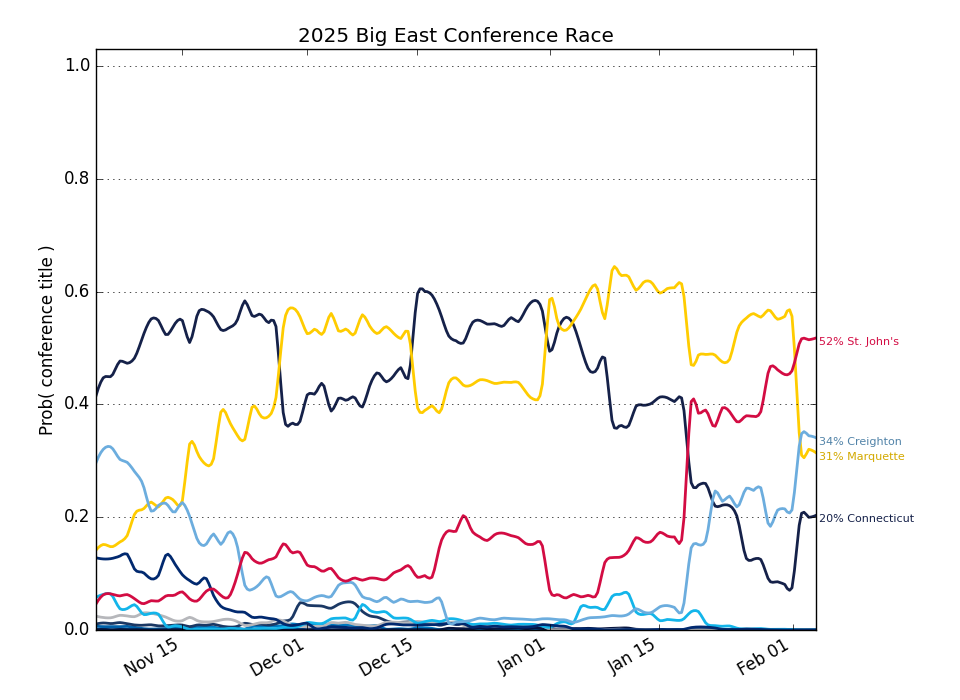 2025 Big East Conference Race
Prob( conference title )
1.0
0.8
0.6
0.4
0.2
0.0
52% St. John's
34% Creighton
31% Marquette
20% Connecticut
Nov 15
Dec 01
Dec 15
Jan 01
Jan 15
Feb 01